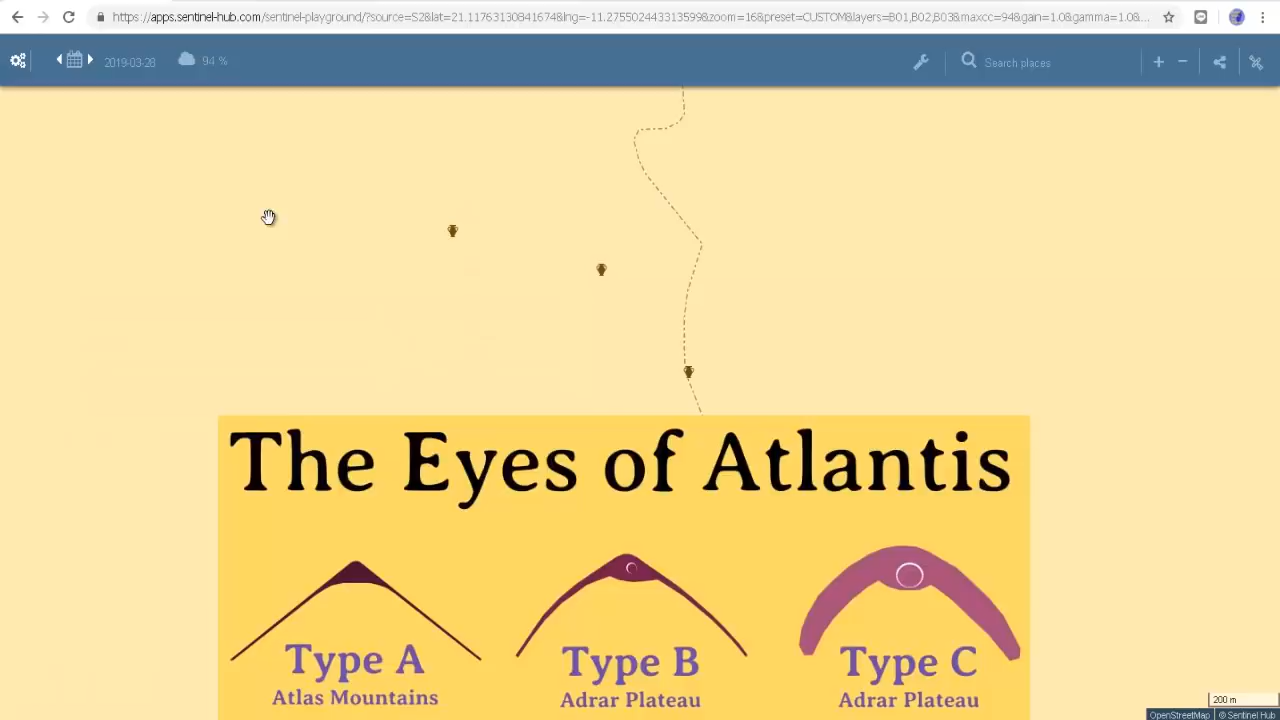 https://apps.sentinel-hub.com/sentinel-playground/?source=S2&lat=21.11763130841374&lng=-11.275502443313599&zoom=16&preset=CUSTOM&layers=B01,B02,B03&maxcc=94&gain=1.0&gamma=1.0&...
2019-03-28
94 %
Search places
The Eyes of Atlantis
Type A
Type B
Type C
Atlas Mountains
Adrar Plateau
Adrar Plateau
200 m
OpenStreetMap
© Sentinel Hub